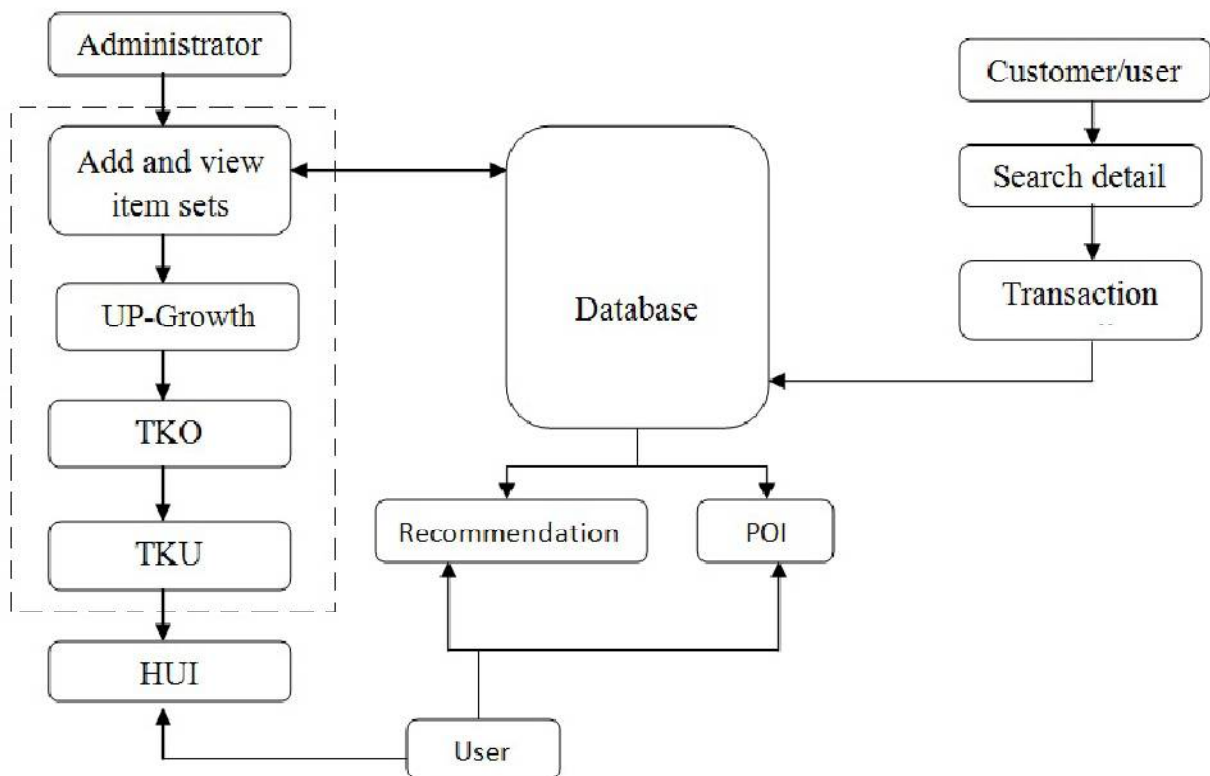 Administrator
Add and view
item sets
UP-Growth
TKO
TKU
HUI
Database
Recommendation
POI
User
Customer/user
Search detail
Transaction